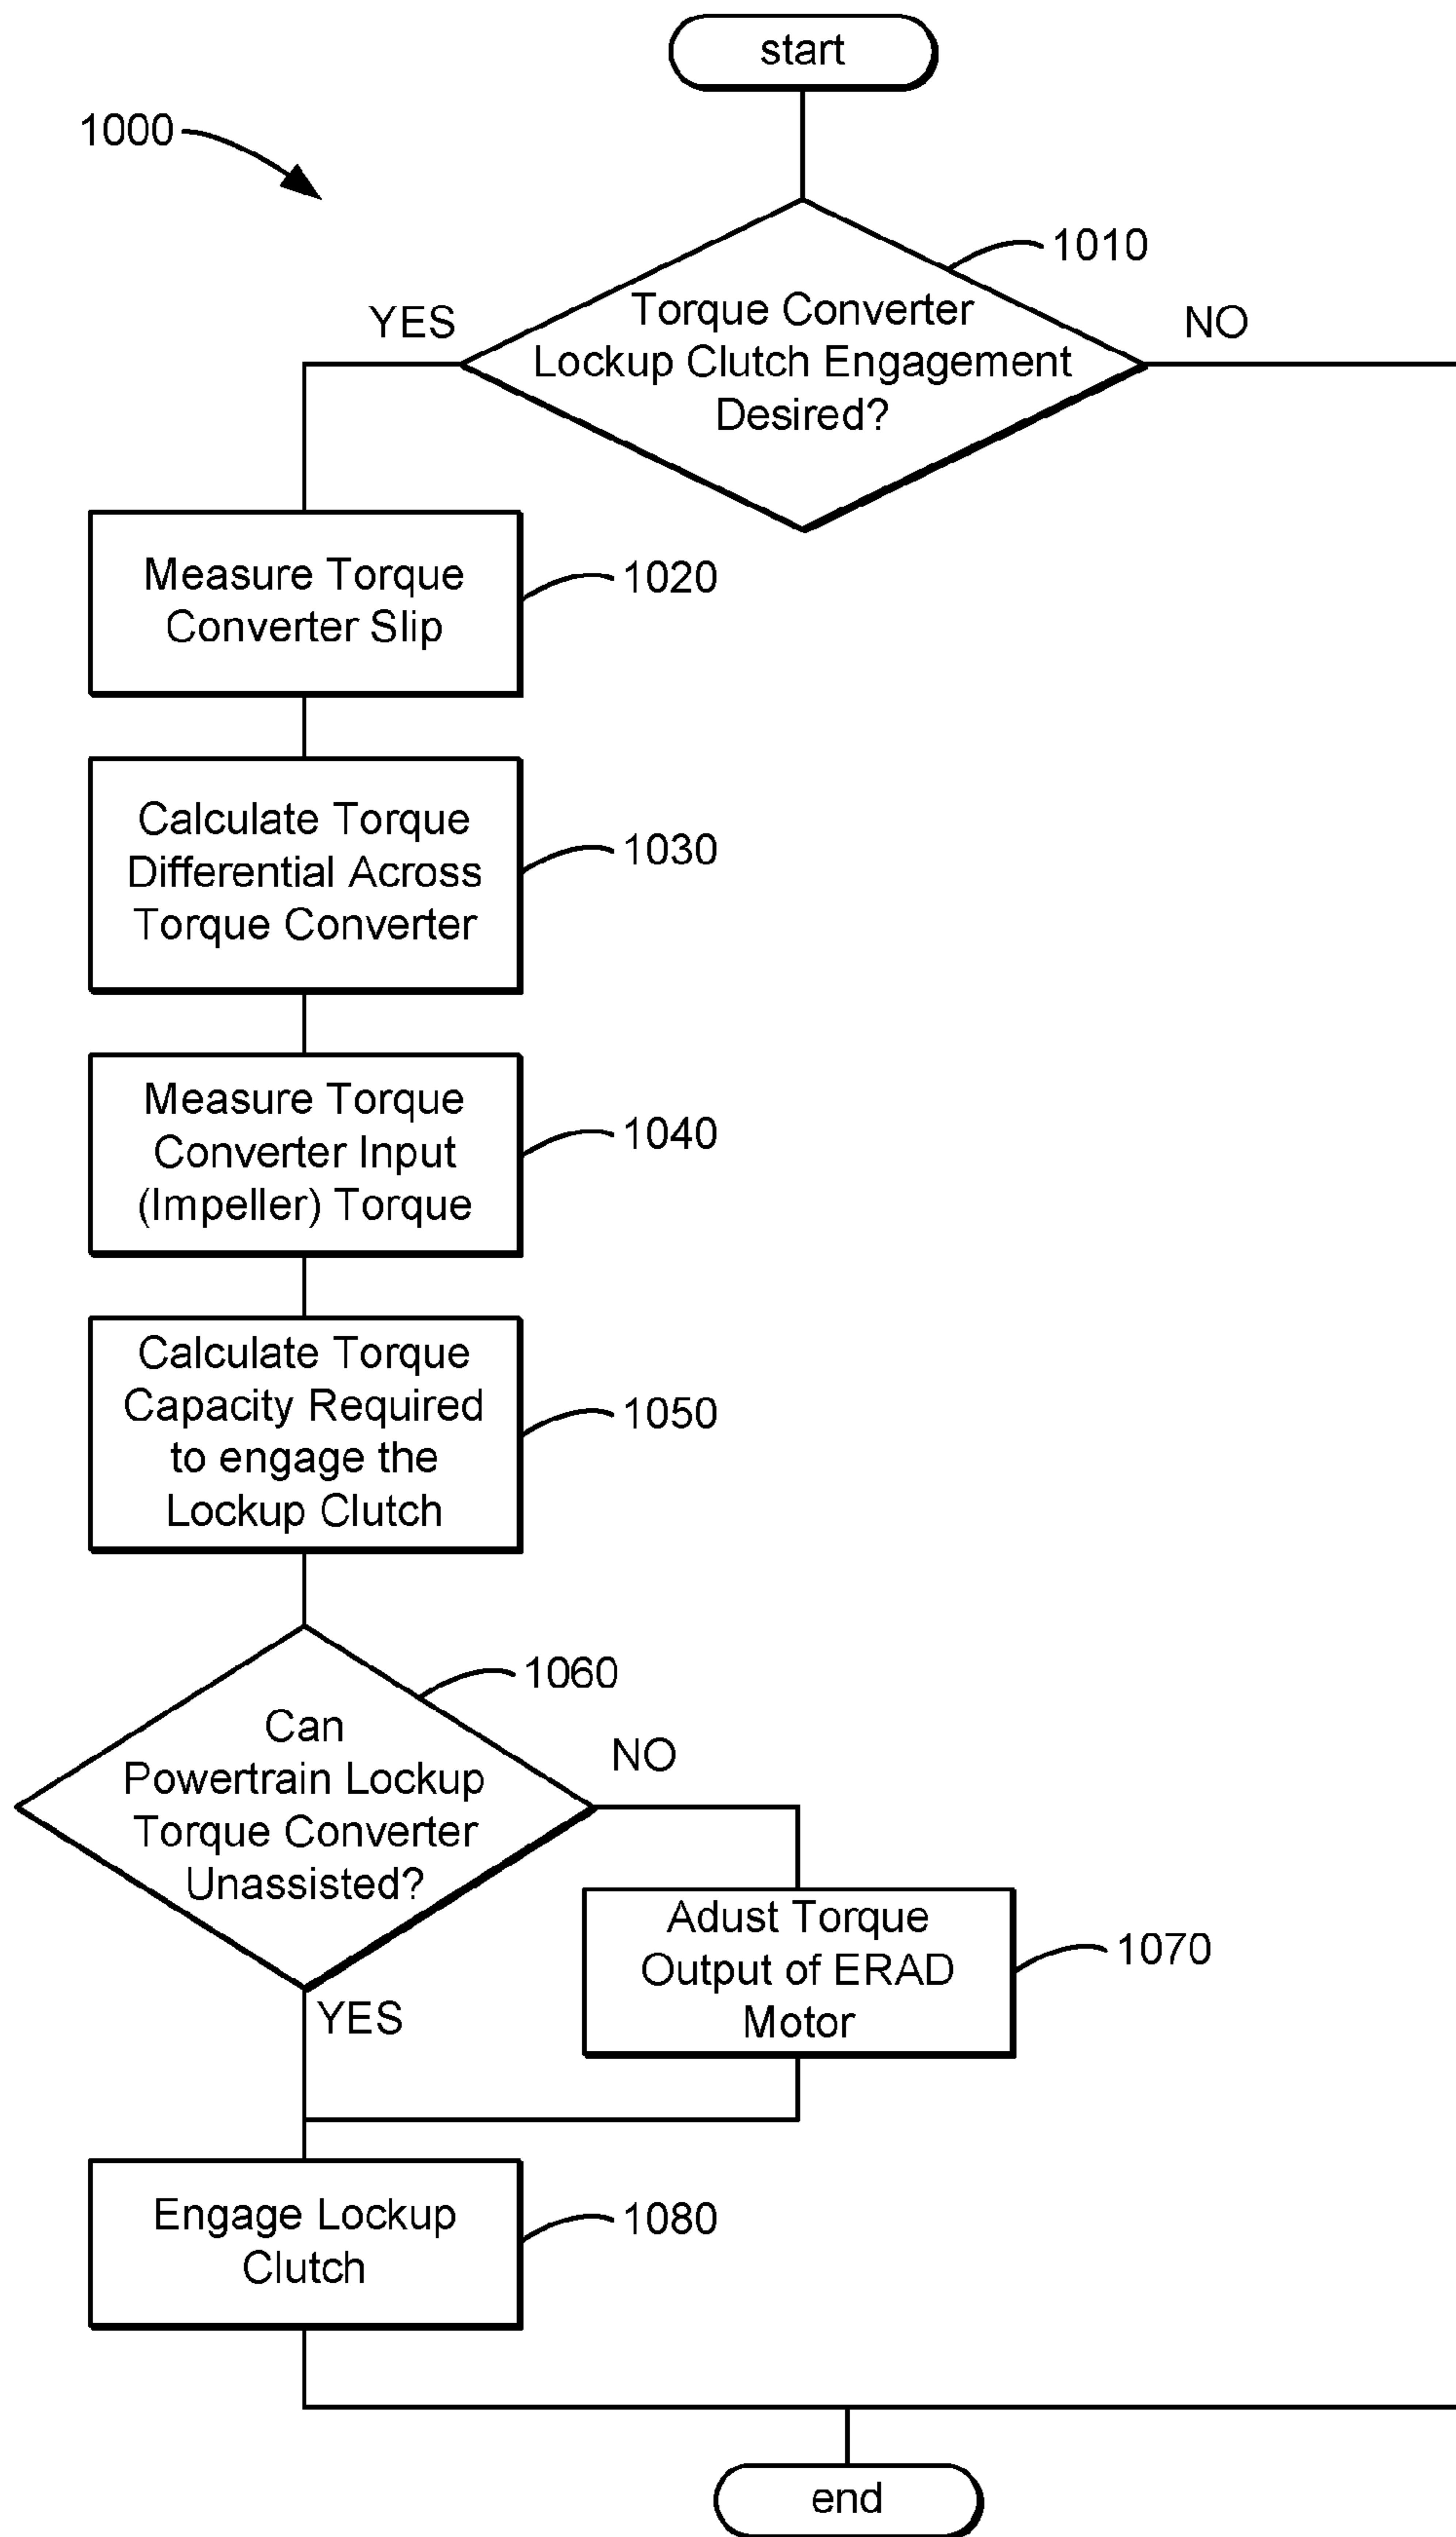 start
1000
1010
YES
NO
Torque Converter
Lockup Clutch Engagement
Desired?
Measure Torque
Converter Slip
1020
Calculate Torque
Differential Across
Torque Converter
1030
Measure Torque
Converter Input
(Impeller) Torque
1040
Calculate Torque
Capacity Required
to engage the
Lockup Clutch
1050
1060
Can
Powertrain Lockup
Torque Converter
Unassisted?
NO
YES
Adust Torque
Output of ERAD
Motor
1070
Engage Lockup
Clutch
1080
end